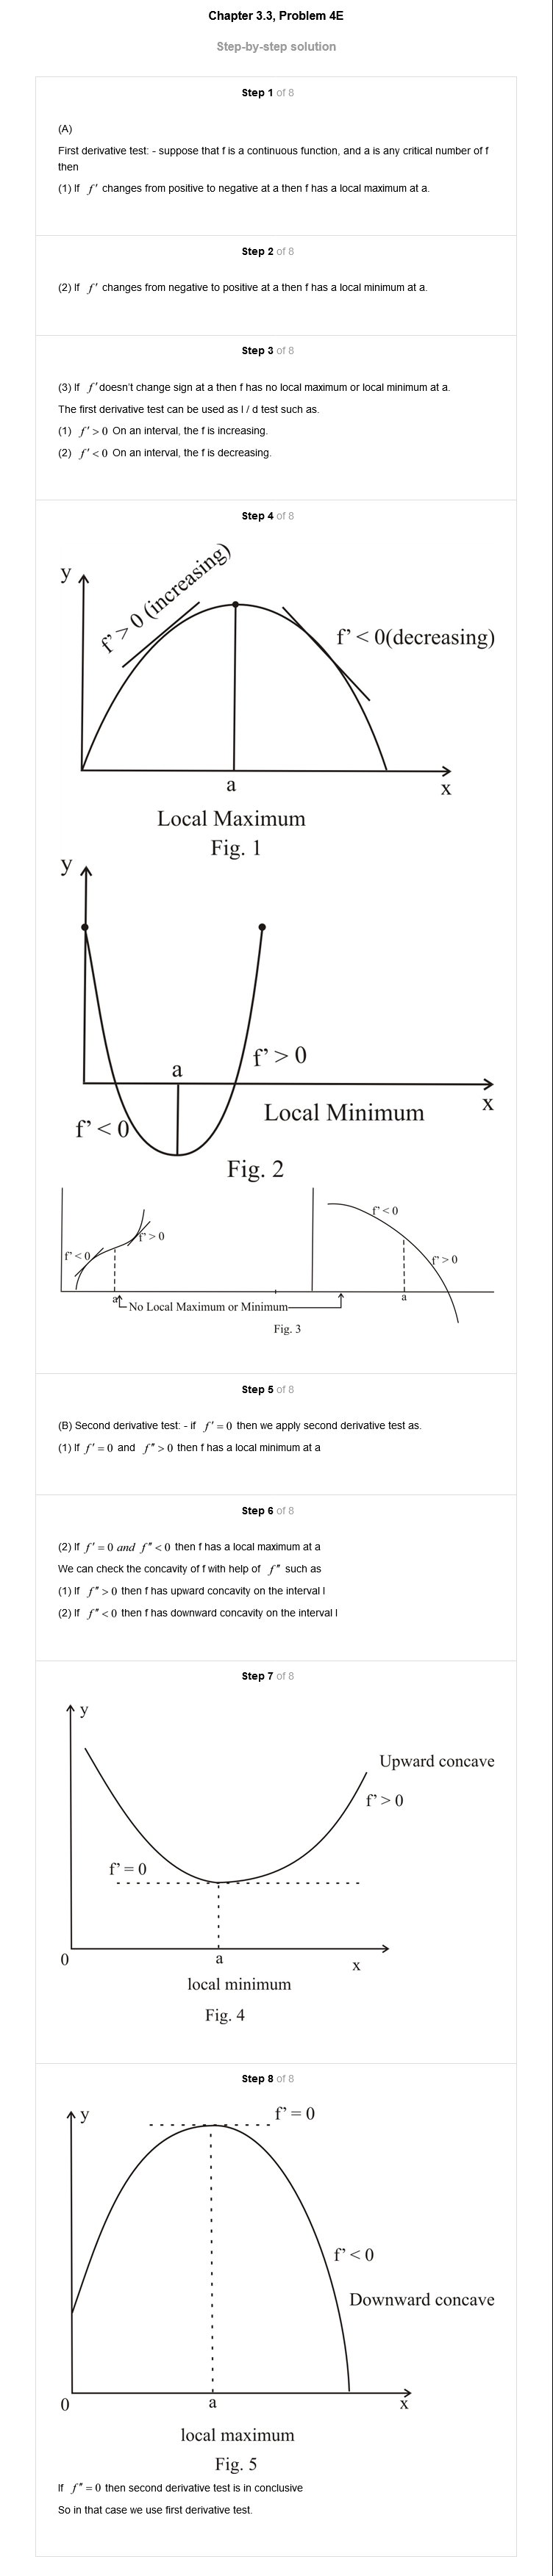 Chapter 3.3, Problem 4E
Step-by-step solution
Step 1 of 8
(A)
First derivative test: - suppose that f is a continuous function, and a is any critical number of f
then
(1) If f′ changes from positive to negative at a then f has a local maximum at a.
Step 2 of 8
(2) If f′ changes from negative to positive at a then f has a local minimum at a.
Step 3 of 8
(3) If f′ doesn't change sign at a then f has no local maximum or local minimum at a.
The first derivative test can be used as I / d test such as.
(1) f′ > 0 On an interval, the f is increasing.
(2) f′ < 0 On an interval, the f is decreasing.
Step 4 of 8
y
f' > 0 (increasing)
f' < 0(decreasing)
a
x
Local Maximum
Fig. 1
y
f' > 0
a
x
Local Minimum
f' < 0
Fig. 2
f' < 0
f' > 0
f' < 0
f' > 0
a
a
No Local Maximum or Minimum
Fig. 3
Step 5 of 8
(B) Second derivative test: - if f′ = 0 then we apply second derivative test as.
(1) If f′ = 0 and f″ > 0 then f has a local minimum at a
Step 6 of 8
(2) If f′ = 0 and f″ < 0 then f has a local maximum at a
We can check the concavity of f with help of f″ such as
(1) If f″ > 0 then f has upward concavity on the interval I
(2) If f″ < 0 then f has downward concavity on the interval I
Step 7 of 8
y
Upward concave
f' > 0
f' = 0
0
a
x
local minimum
Fig. 4
Step 8 of 8
y
f' = 0
f' < 0
Downward concave
0
a
x
local maximum
Fig. 5
If f″ = 0 then second derivative test is in conclusive
So in that case we use first derivative test.